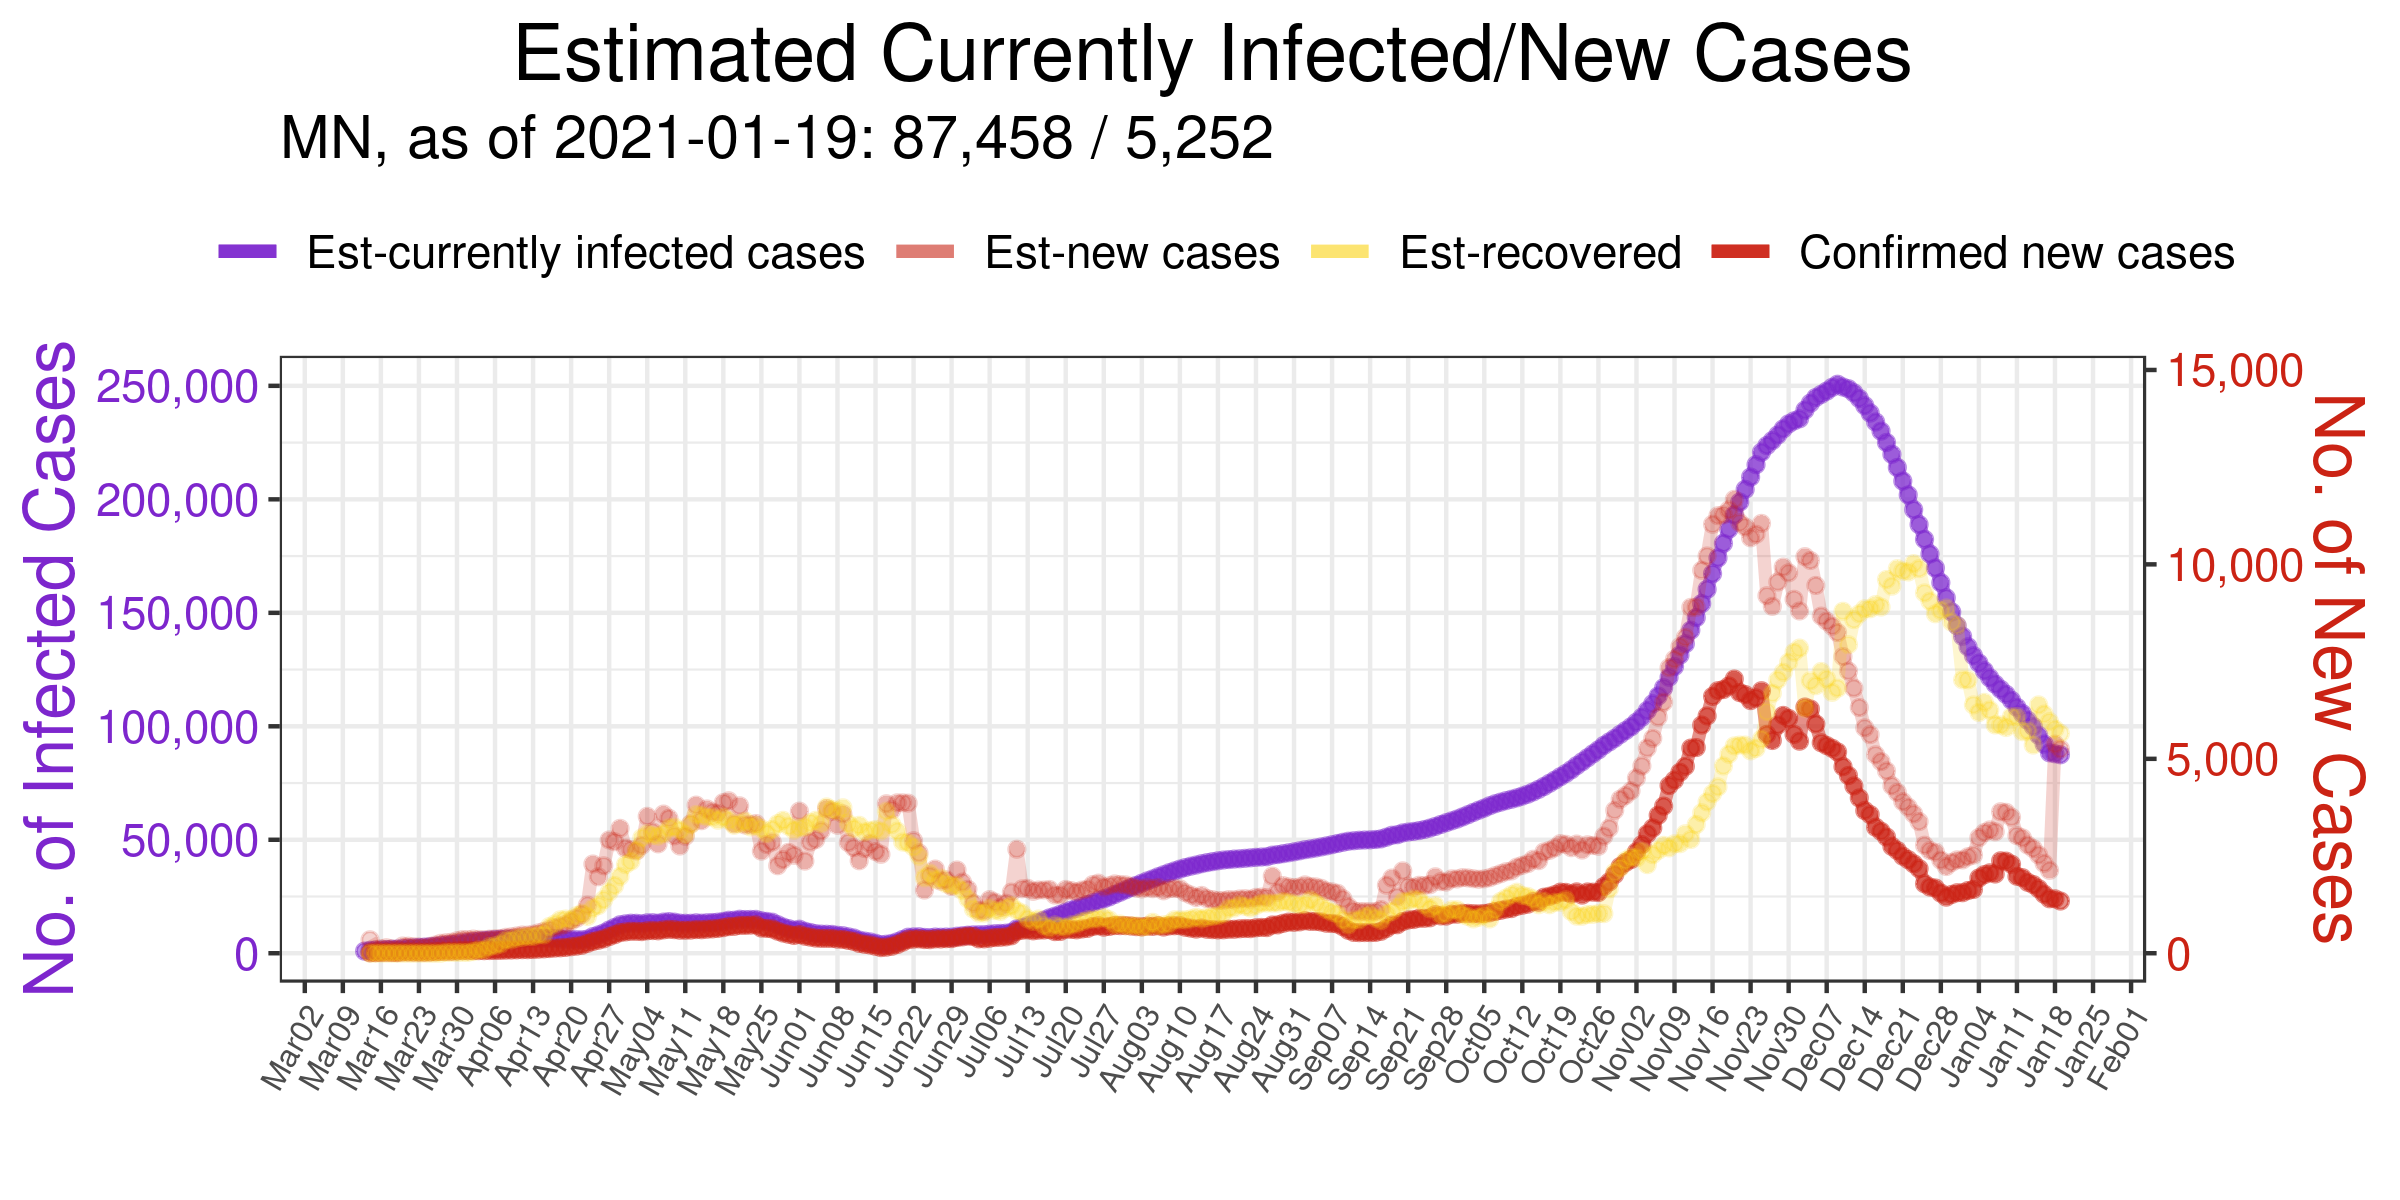 Estimated Currently Infected/New Cases
MN, as of 2021-01-19: 87,458 / 5,252
Est-currently infected cases Est-new cases Est-recovered Confirmed new cases
No. of Infected Cases
250,000
200,000
150,000
100,000
50,000
0
15,000
10,000
5,000
0
No. of New Cases
Mar02 Mar09 Mar16 Mar23 Mar30 Apr06 Apr13 Apr20 Apr27 May04 May11 May18 May25 Jun01 Jun08 Jun15 Jun22 Jun29 Jul06 Jul13 Jul20 Jul27 Aug03 Aug10 Aug17 Aug24 Aug31 Sep07 Sep14 Sep21 Sep28 Oct05 Oct12 Oct19 Oct26 Nov02 Nov09 Nov16 Nov23 Nov30 Dec07 Dec14 Dec21 Dec28 Jan04 Jan11 Jan18 Jan25 Feb01